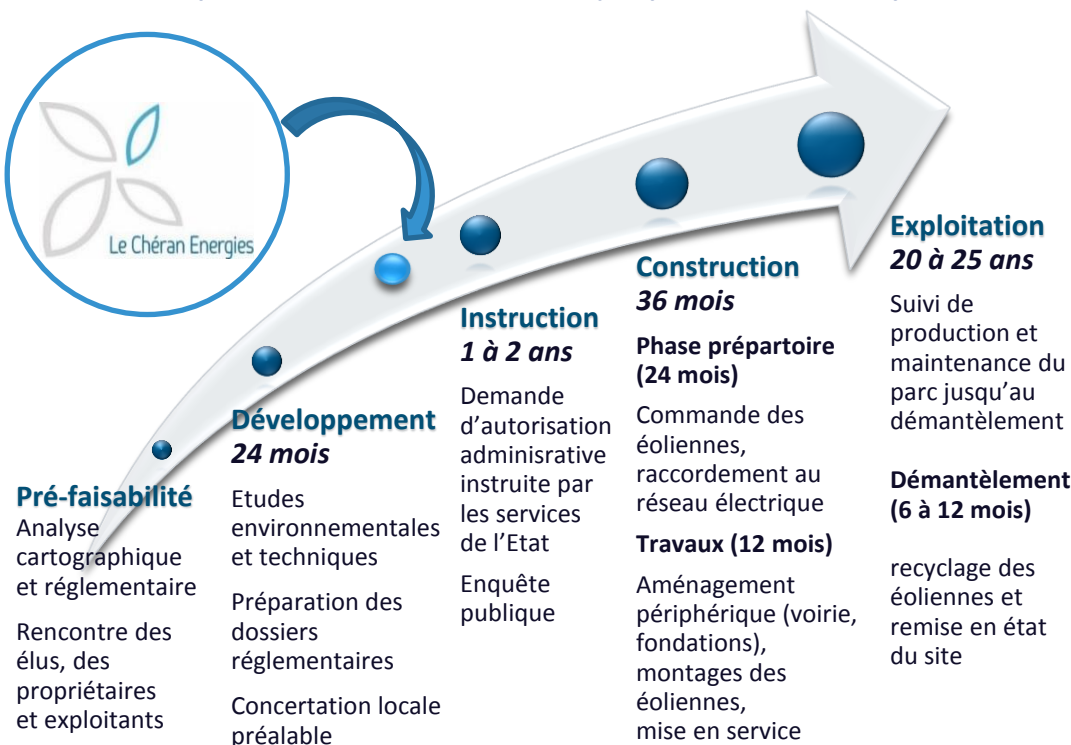 Le Chéran Energies
Pré-faisabilité
Analyse
cartographique
et réglementaire
Rencontre des
élus, des
propriétaires
et exploitants
Développement
24 mois
Etudes
environnementales
et techniques
Préparation des
dossiers
réglementaires
Concertation locale
préalable
Instruction
1 à 2 ans
Demande
d’autorisation
adminisrative
instruite par
les services
de l’Etat
Enquête
publique
Construction
36 mois
Phase prépartoire
(24 mois)
Commande des
éoliennes,
raccordement au
réseau électrique
Travaux (12 mois)
Aménagement
périphérique (voirie,
fondations),
montages des
éoliennes,
mise en service
Exploitation
20 à 25 ans
Suivi de
production et
maintenance du
parc jusqu’au
démantèlement
Démantèlement
(6 à 12 mois)
recyclage des
éoliennes et
remise en état
du site